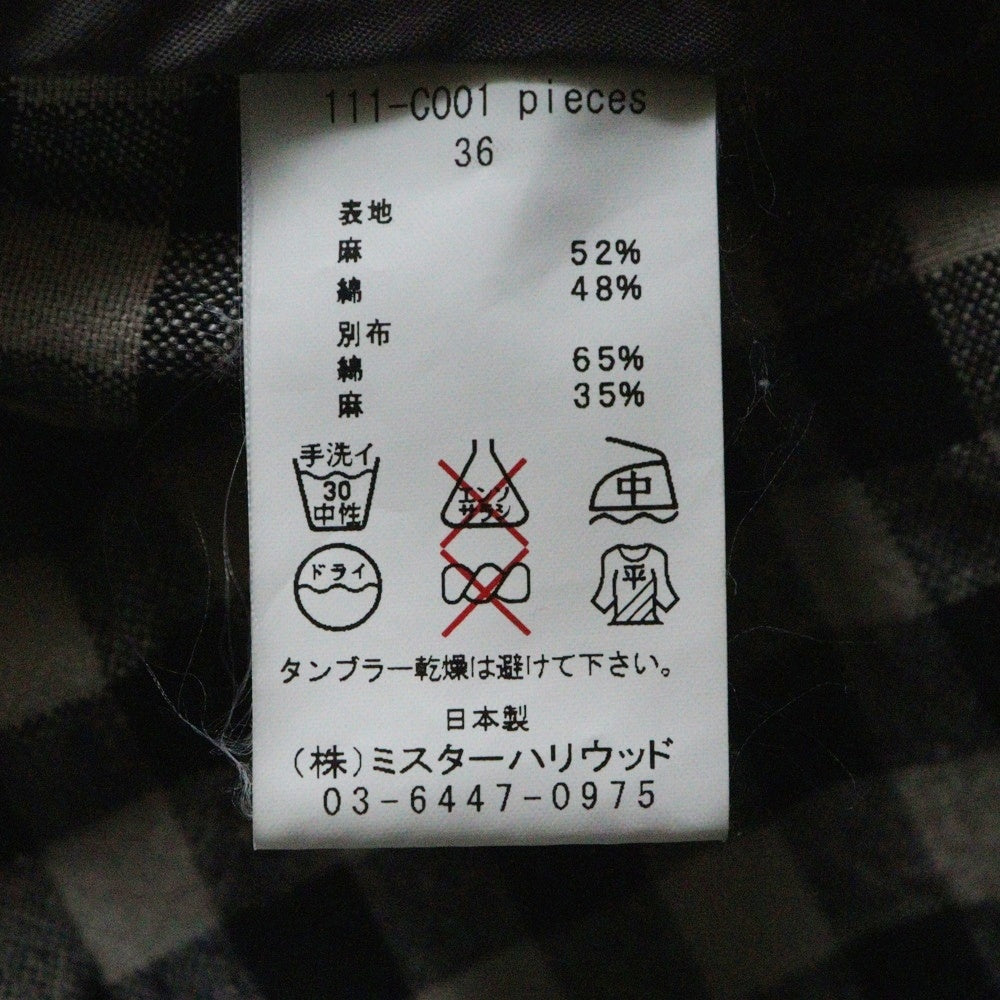 111-C001 pieces
36
表地
麻 52%
綿 48%
別布
綿 65%
麻 35%
手洗イ
30
中性
エンソ
サラシ
中
ドライ
平
タンブラー乾燥は避けて下さい。
日本製
(株)ミスターハリウッド
03-6447-0975